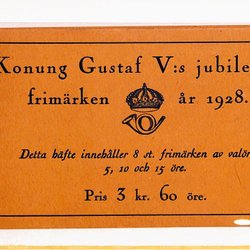 Konung Gustaf V:s jubile
frimärken år 1928.
Detta häfte innehåller 8 st. frimärken av valör
5, 10 och 15 öre.
Pris 3 kr. 60 öre.